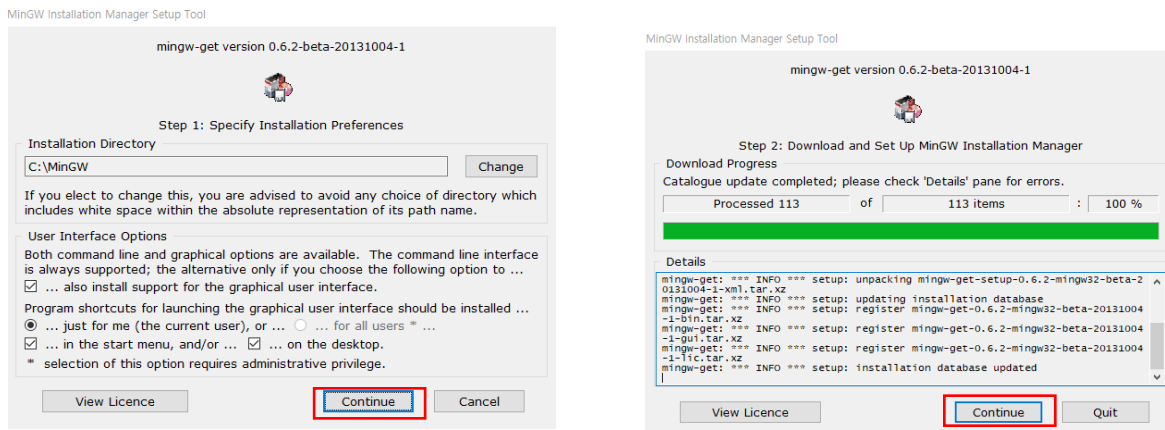 MinGW Installation Manager Setup Tool
mingw-get version 0.6.2-beta-20131004-1
Step 1: Specify Installation Preferences
Installation Directory
C:\MinGW
Change
If you elect to change this, you are advised to avoid any choice of directory which
includes white space within the absolute representation of its path name.
User Interface Options
Both command line and graphical options are available.  The command line interface
is always supported; the alternative only if you choose the following option to ...
... also install support for the graphical user interface.
Program shortcuts for launching the graphical user interface should be installed ...
... just for me (the current user), or ... ... for all users * ...
... in the start menu, and/or ... ... on the desktop.
* selection of this option requires administrative privilege.
View Licence
Continue
Cancel
MinGW Installation Manager Setup Tool
mingw-get version 0.6.2-beta-20131004-1
Step 2: Download and Set Up MinGW Installation Manager
Download Progress
Catalogue update completed; please check 'Details' pane for errors.
Processed 113 of 113 items : 100 %
Details
mingw-get: *** INFO *** setup: unpacking mingw-get-setup-0.6.2-mingw32-beta-2
0131004-1-xml.tar.xz
mingw-get: *** INFO *** setup: updating installation database
mingw-get: *** INFO *** setup: register mingw-get-0.6.2-mingw32-beta-20131004
-1-bin.tar.xz
mingw-get: *** INFO *** setup: register mingw-get-0.6.2-mingw32-beta-20131004
-1-gui.tar.xz
mingw-get: *** INFO *** setup: register mingw-get-0.6.2-mingw32-beta-20131004
-1-lic.tar.xz
mingw-get: *** INFO *** setup: installation database updated
View Licence
Continue
Quit